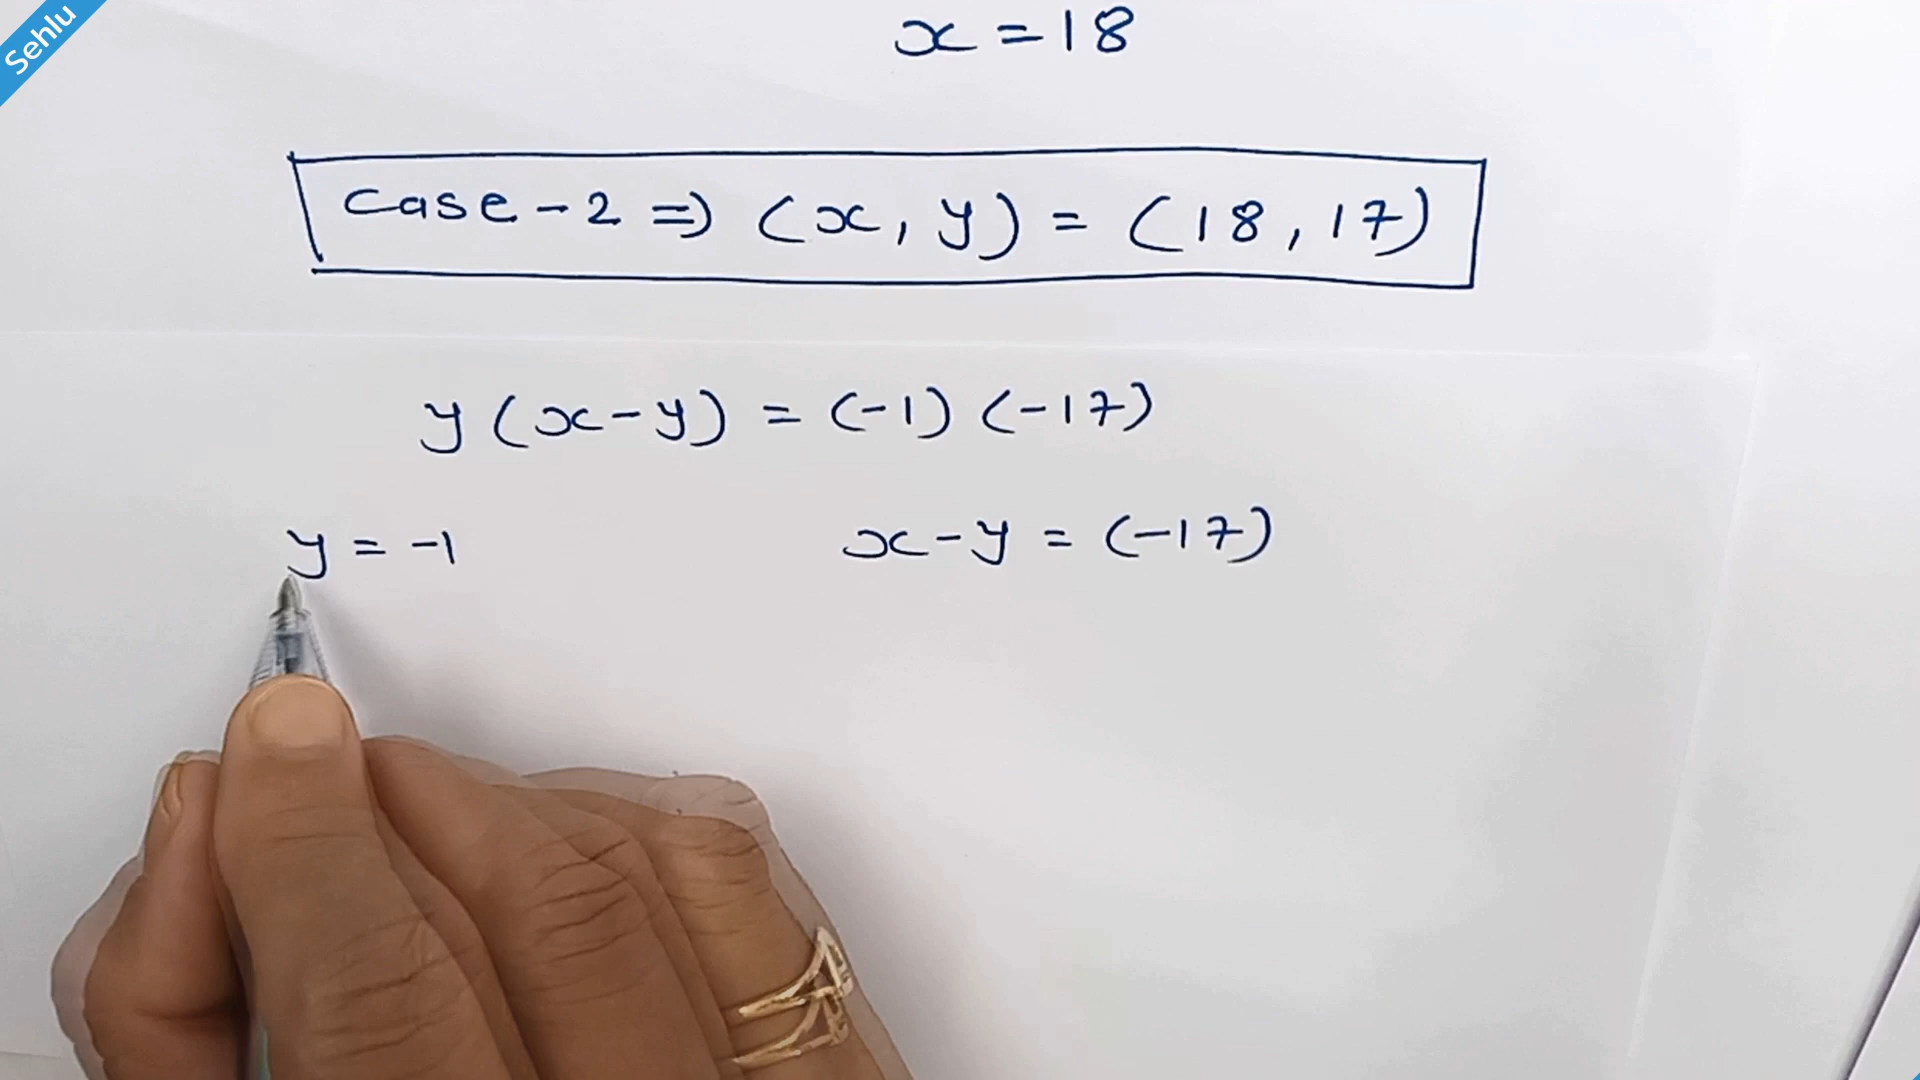 Sehlu
x = 18
Case - 2 ⇒ (x, y) = (18, 17)
y (x - y) = (-1) (-17)
y = -1
x - y = (-17)